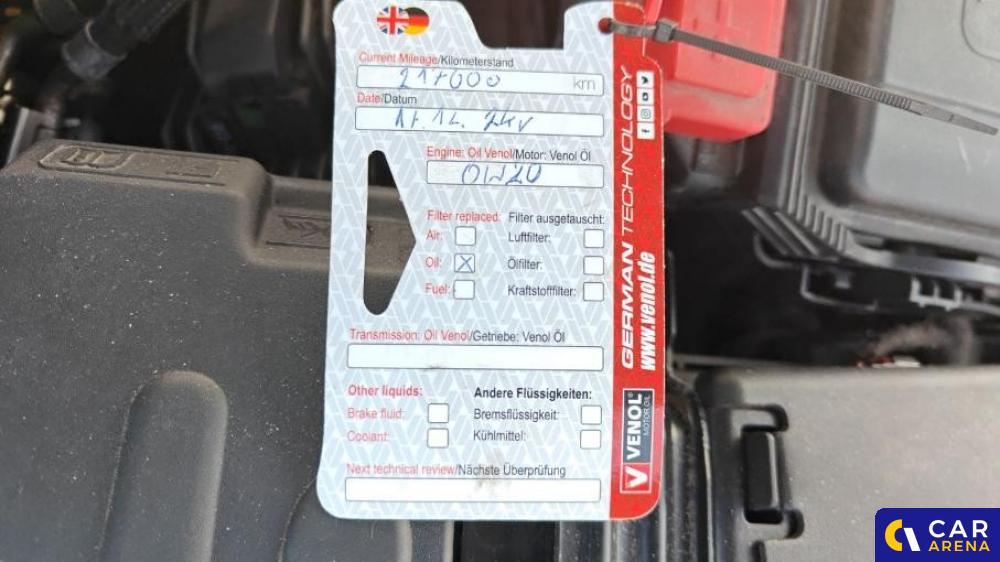 Current Mileage/Kilometerstand
217000 km
Date/Datum
Engine: Oil Venol/Motor: Venol Öl
0W20
Filter replaced: Filter ausgetauscht:
Air: Luftfilter:
Oil: Ölfilter:
Fuel: Kraftstofffilter:
Transmission: Oil Venol/Getriebe: Venol Öl
Other liquids: Andere Flüssigkeiten:
Brake fluid: Bremsflüssigkeit:
Coolant: Kühlmittel:
Next technical review/Nächste Überprüfung
GERMAN TECHNOLOGY
www.venol.de
VENOL
MOTOR OIL
CAR
ARENA